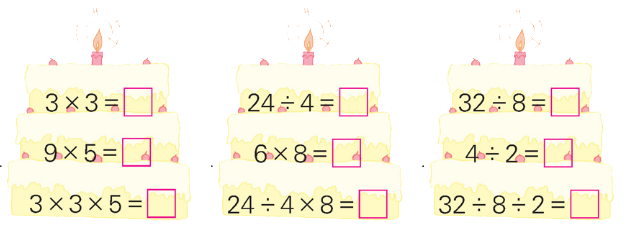 3 × 3 = □
9 × 5 = □
3 × 3 × 5 = □
24 ÷ 4 = □
6 × 8 = □
24 ÷ 4 × 8 = □
32 ÷ 8 = □
4 ÷ 2 = □
32 ÷ 8 ÷ 2 = □